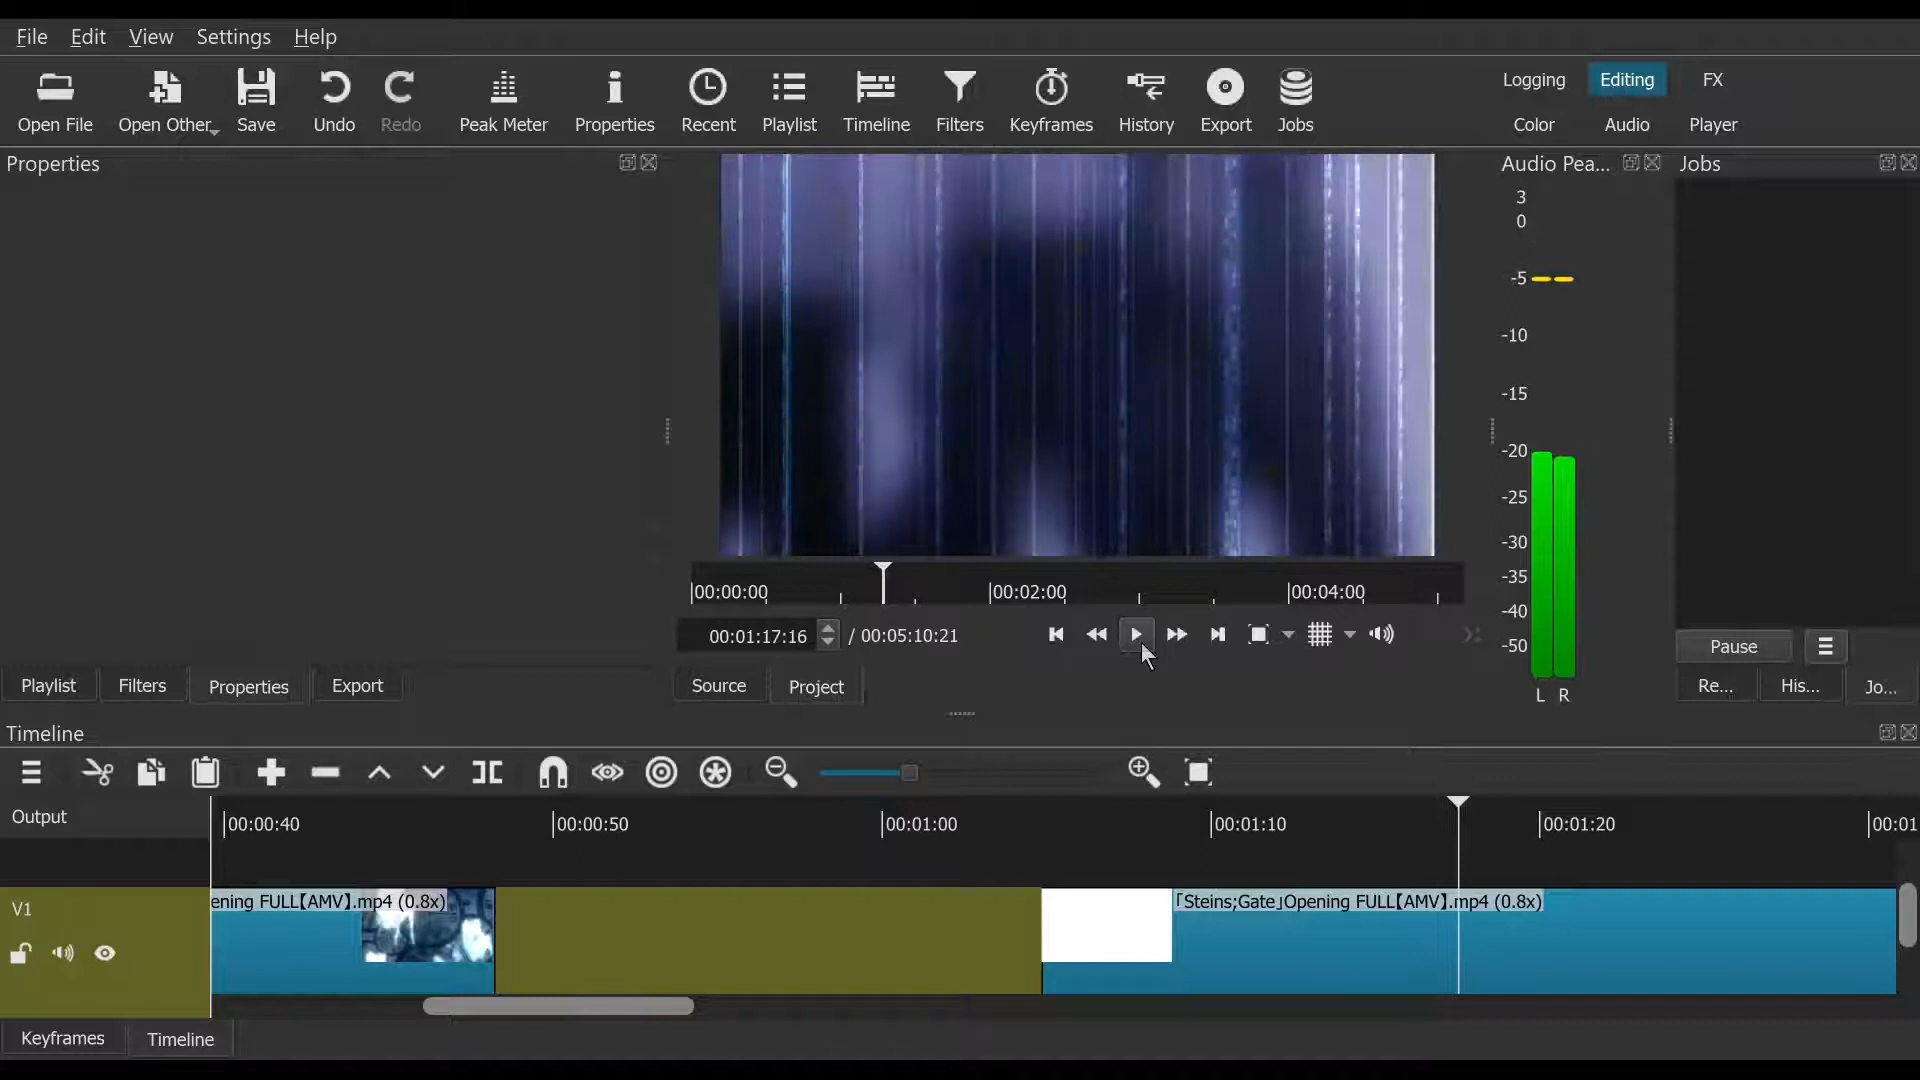 File Edit View Settings Help
Open File Open Other Save Undo Redo Peak Meter Properties Recent Playlist Timeline Filters Keyframes History Export Jobs
Logging Editing FX
Color Audio Player
Properties
Audio Pea...
Jobs
3
0
-5
-10
-15
-20
-25
-30
-35
-40
-50
L R
00:00:00 00:02:00 00:04:00
00:01:17:16 / 00:05:10:21
Pause
Playlist Filters Properties Export
Source Project
Re... His... Jo...
Timeline
Output
00:00:40 00:00:50 00:01:00 00:01:10 00:01:20 00:01
V1
ening FULL【AMV】.mp4 (0.8x)
「Steins;Gate」Opening FULL【AMV】.mp4 (0.8x)
Keyframes Timeline